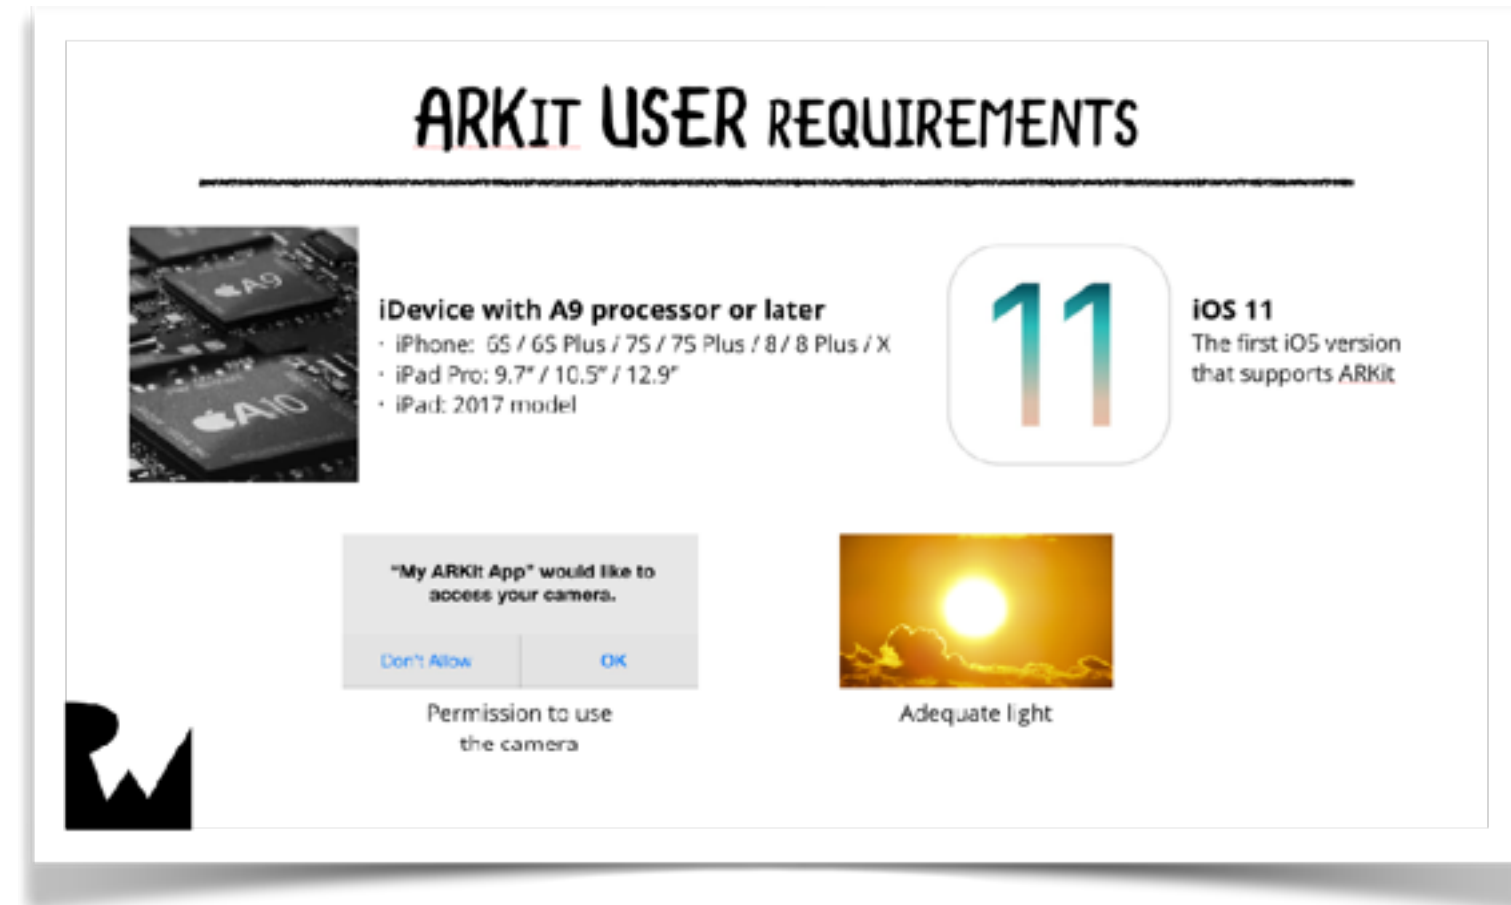 ARKit USER REQUIREMENTS
A9
A10
iDevice with A9 processor or later
· iPhone: 6S / 6S Plus / 7S / 7S Plus / 8 / 8 Plus / X
· iPad Pro: 9.7” / 10.5” / 12.9”
· iPad: 2017 model
11
iOS 11
The first iOS version
that supports ARKit
“My ARKit App” would like to
access your camera.
Don't Allow
OK
Permission to use
the camera
Adequate light
RW